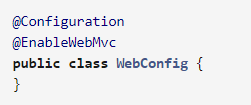 @Configuration
@EnableWebMvc
public class WebConfig {
}